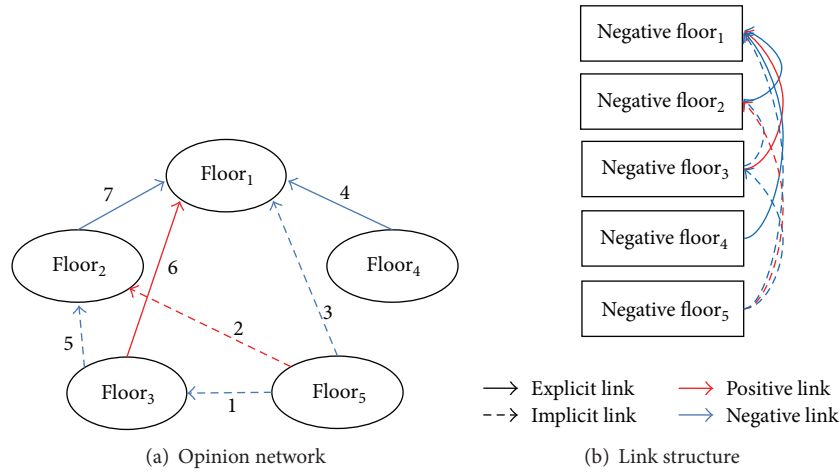 Floor1
7
4
Floor2
6
Floor4
5
2
3
Floor3
1
Floor5
(a) Opinion network
Negative floor1
Negative floor2
Negative floor3
Negative floor4
Negative floor5
Explicit link
Positive link
Implicit link
Negative link
(b) Link structure